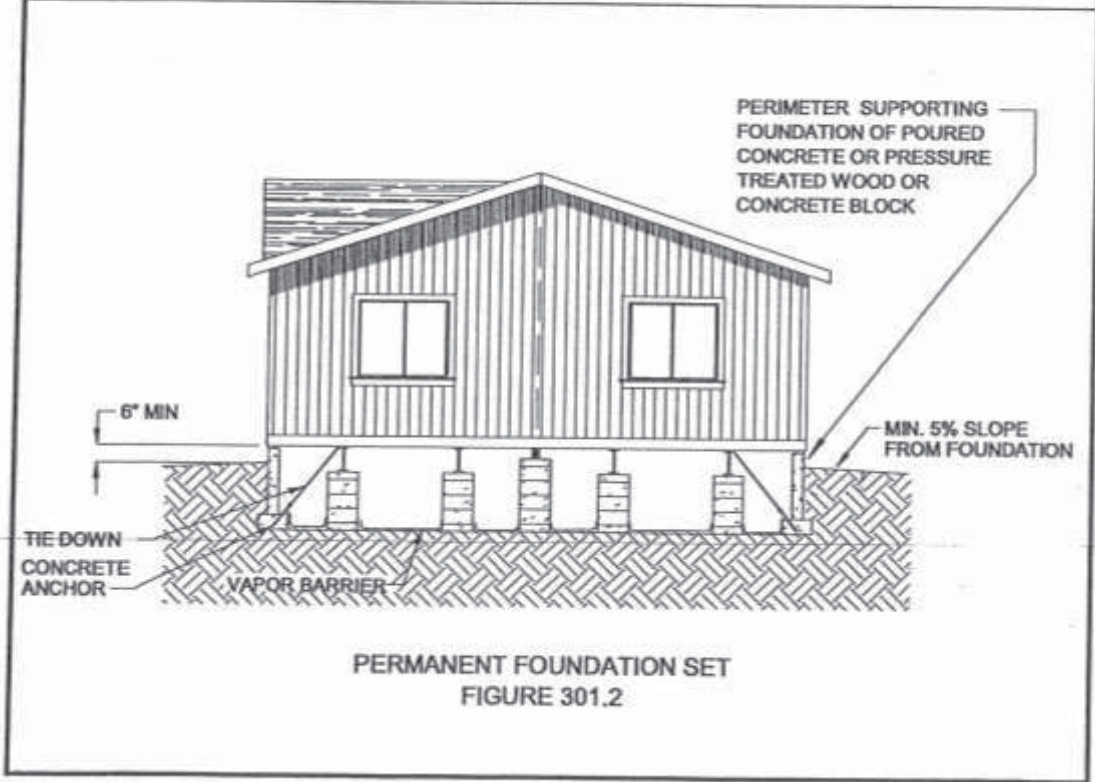 PERIMETER SUPPORTING
FOUNDATION OF POURED
CONCRETE OR PRESSURE
TREATED WOOD OR
CONCRETE BLOCK
6" MIN
MIN. 5% SLOPE
FROM FOUNDATION
TIE DOWN
CONCRETE
ANCHOR
VAPOR BARRIER
PERMANENT FOUNDATION SET
FIGURE 301.2